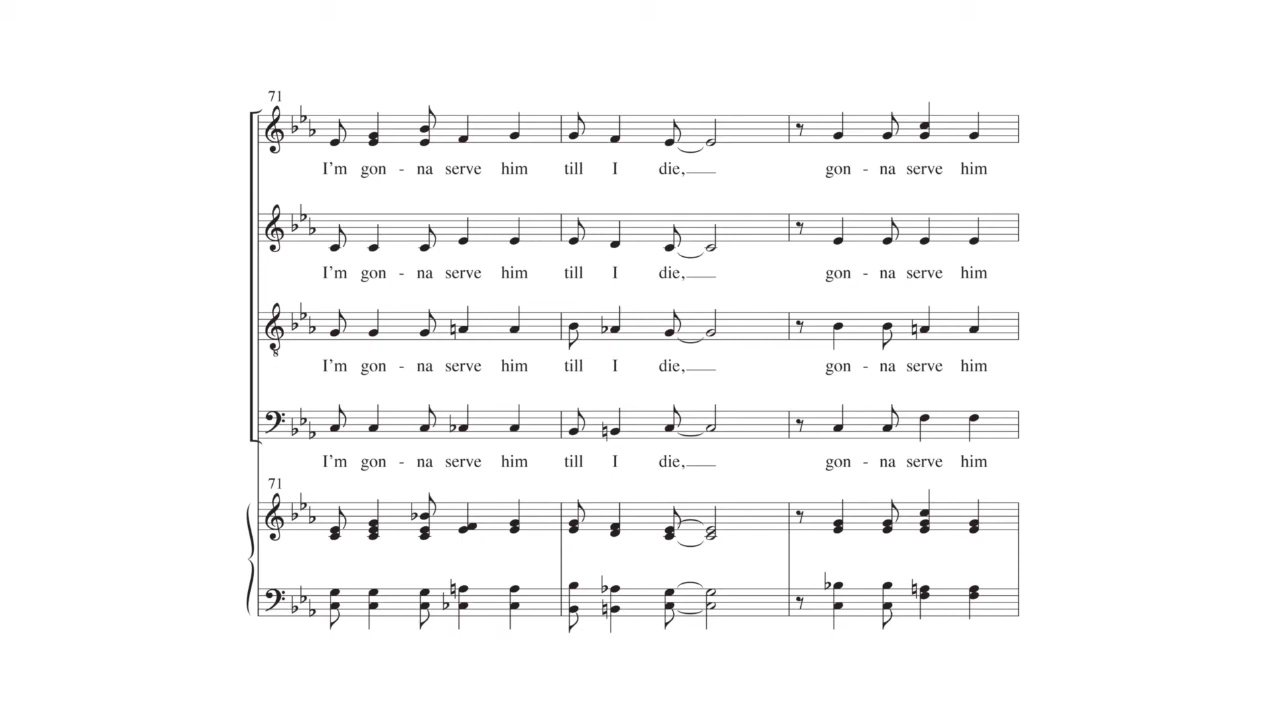 71
I'm gon - na serve him till I die, gon - na serve him
I'm gon - na serve him till I die, gon - na serve him
8
I'm gon - na serve him till I die, gon - na serve him
I'm gon - na serve him till I die, gon - na serve him
71